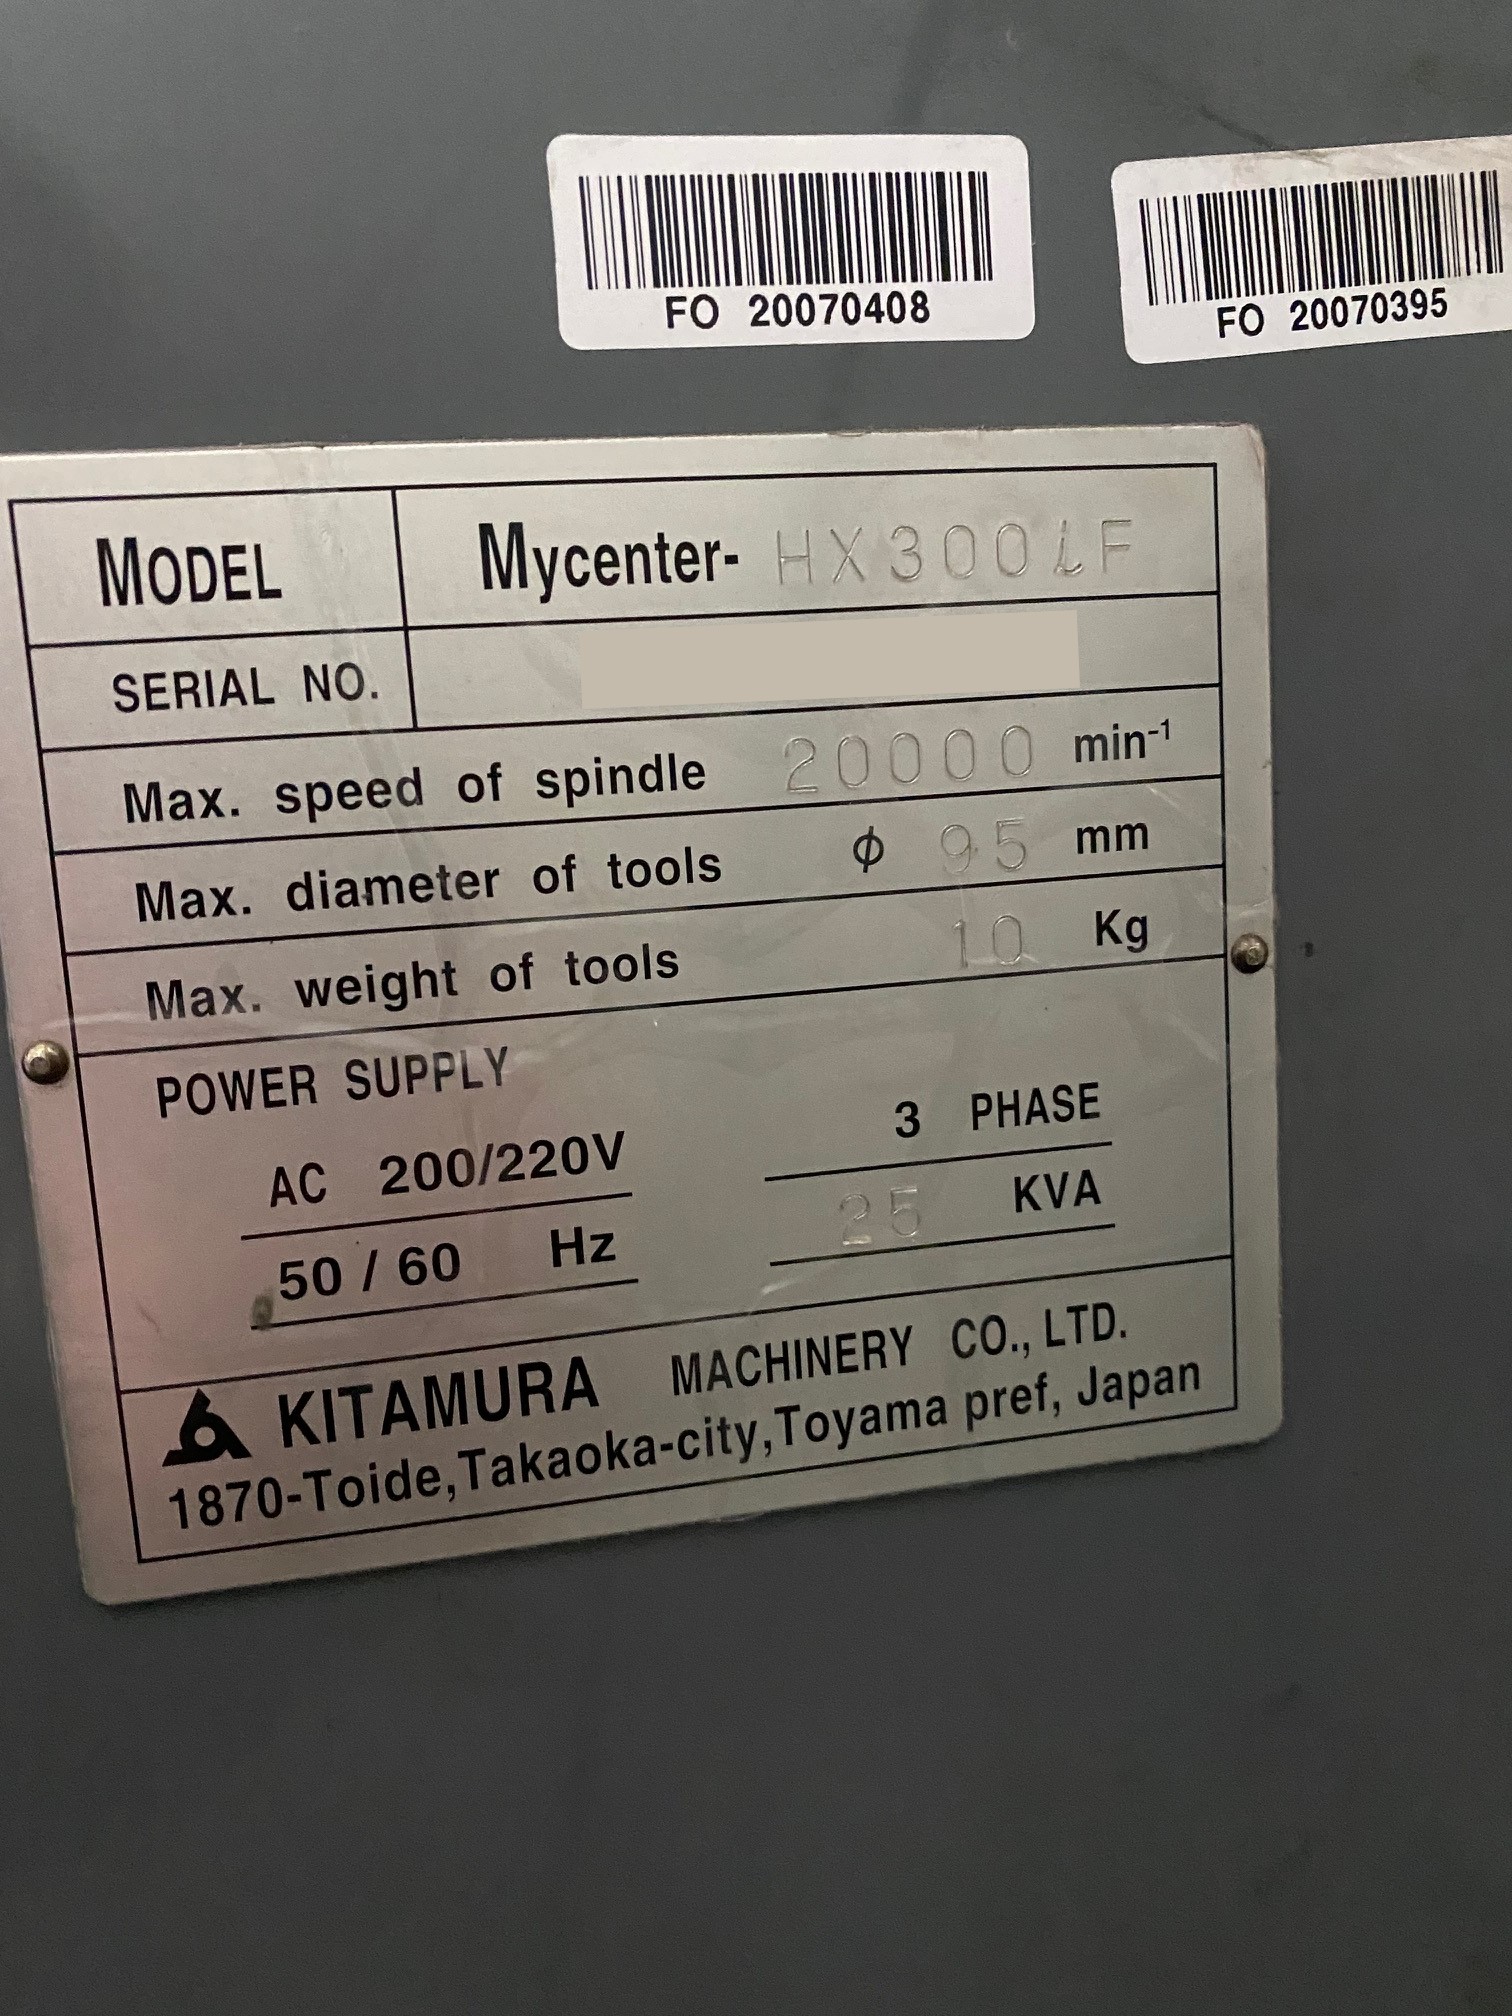 FO 20070408
FO 20070395
MODEL Mycenter- HX300LF
SERIAL NO.
Max. speed of spindle 20000 min-1
Max. diameter of tools ϕ 95 mm
Max. weight of tools 10 Kg
POWER SUPPLY
AC 200/220V 3 PHASE
50 / 60 Hz 25 KVA
KITAMURA MACHINERY CO., LTD.
1870-Toide,Takaoka-city,Toyama pref, Japan